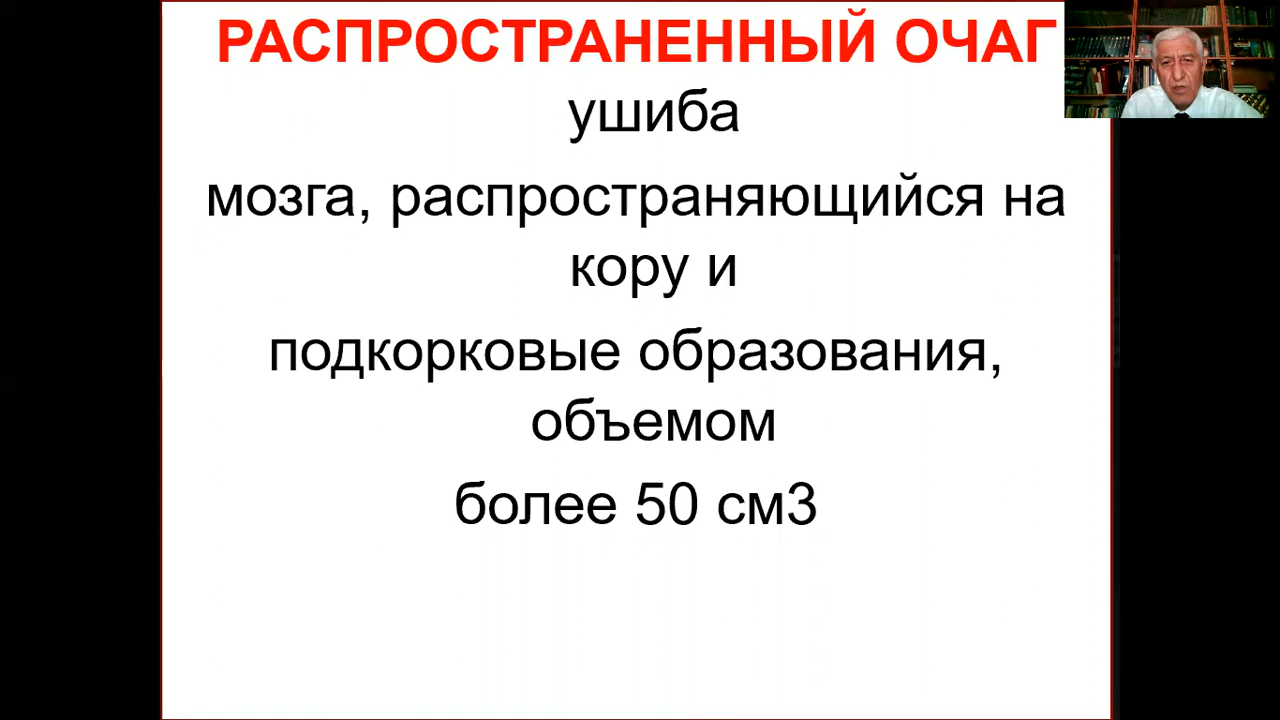 РАСПРОСТРАНЕННЫЙ ОЧАГ
ушиба
мозга, распространяющийся на
кору и
подкорковые образования,
объемом
более 50 см3